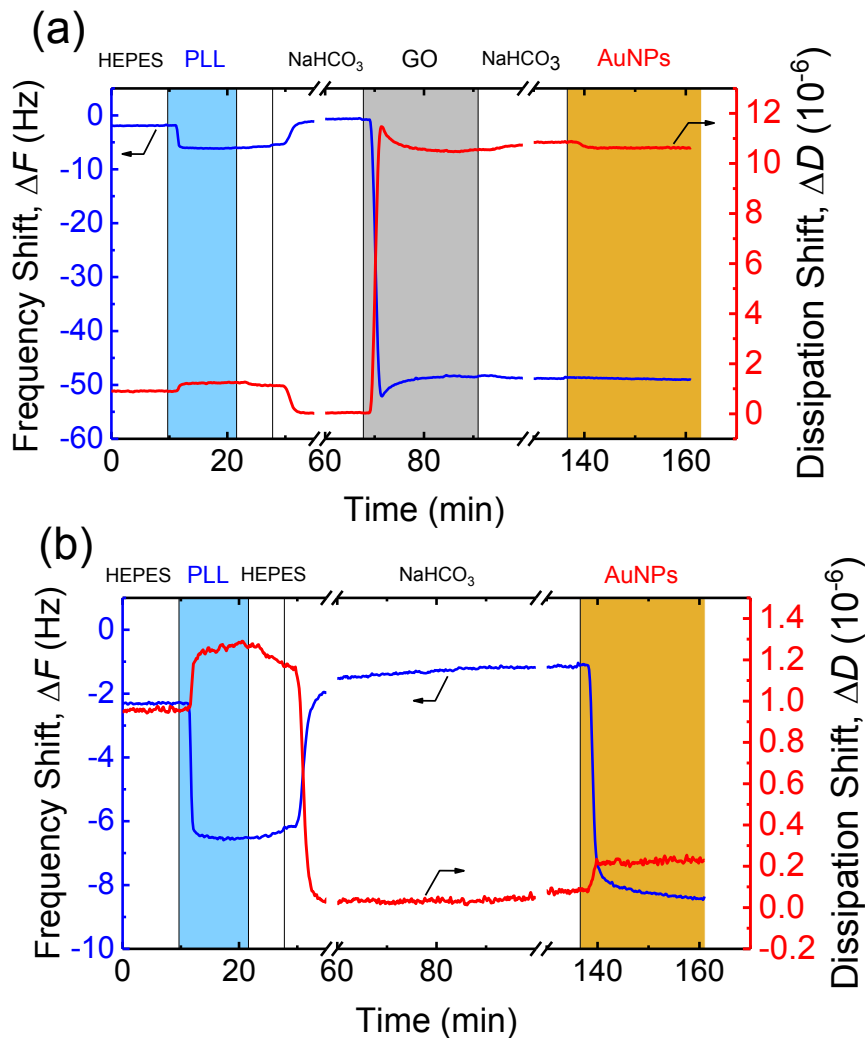 (a)
HEPES PLL NaHCO₃ GO NaHCO₃ AuNPs
Frequency Shift, ΔF (Hz)
0
-10
-20
-30
-40
-50
-60
12
10
8
6
4
2
0
Dissipation Shift, ΔD (10⁻⁶)
0 20 60 80 140 160
Time (min)
(b)
HEPES PLL HEPES NaHCO₃ AuNPs
Frequency Shift, ΔF (Hz)
0
-2
-4
-6
-8
-10
1.4
1.2
1.0
0.8
0.6
0.4
0.2
0.0
-0.2
Dissipation Shift, ΔD (10⁻⁶)
0 20 60 80 140 160
Time (min)